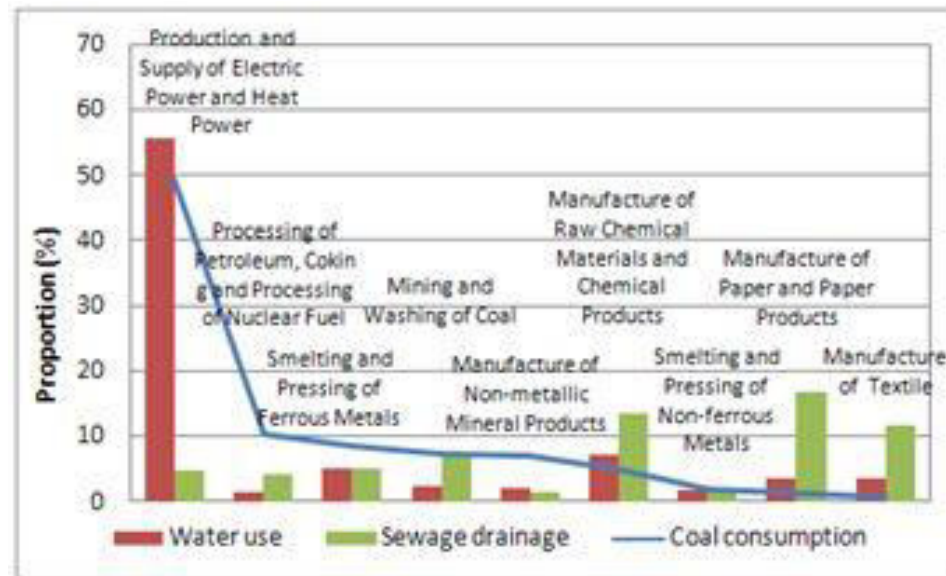 70
60
50
40
30
20
10
0
Proportion (%)
Production and
Supply of Electric
Power and Heat
Power
Processing of
Petroleum, Cokin
g and Processing
of Nuclear Fuel
Smelting and
Pressing of
Ferrous Metals
Mining and
Washing of Coal
Manufacture of
Non-metallic
Mineral Products
Manufacture of
Raw Chemical
Materials and
Chemical
Products
Smelting and
Pressing of
Non-ferrous
Metals
Manufacture of
Paper and Paper
Products
Manufacture
of Textile
Water use
Sewage drainage
Coal consumption